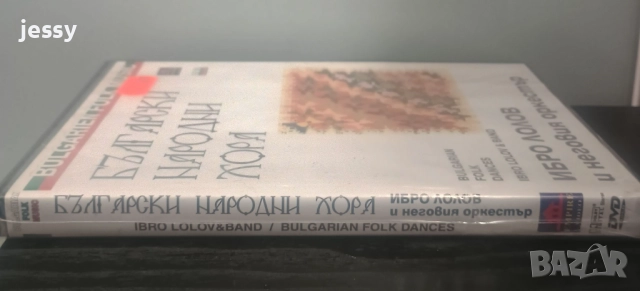 jessy
БЪЛГАРСКИ
НАРОДНИ
ХОРА
BULGARIAN
FOLK
DANCES
IBRO LOLOV & BAND
ИБРО ЛОЛОВ
и неговия оркестър
FOLK
БЪЛГАРСКИ НАРОДНИ ХОРА
ИБРО ЛОЛОВ
и неговия оркестър
IBRO LOLOV&BAND / BULGARIAN FOLK DANCES
DVD
BAZAR